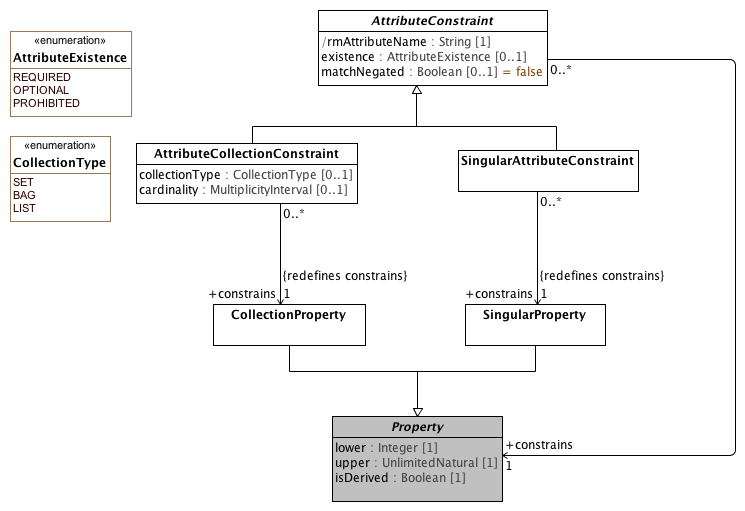 AttributeConstraint
/rmAttributeName : String [1]
existence : AttributeExistence [0..1]
matchNegated : Boolean [0..1] = false
0..*
«enumeration»
AttributeExistence
REQUIRED
OPTIONAL
PROHIBITED
«enumeration»
CollectionType
SET
BAG
LIST
AttributeCollectionConstraint
collectionType : CollectionType [0..1]
cardinality : MultiplicityInterval [0..1]
0..*
SingularAttributeConstraint
0..*
{redefines constrains}
+constrains 1
{redefines constrains}
+constrains 1
CollectionProperty
SingularProperty
Property
lower : Integer [1]
upper : UnlimitedNatural [1]
isDerived : Boolean [1]
+constrains
1